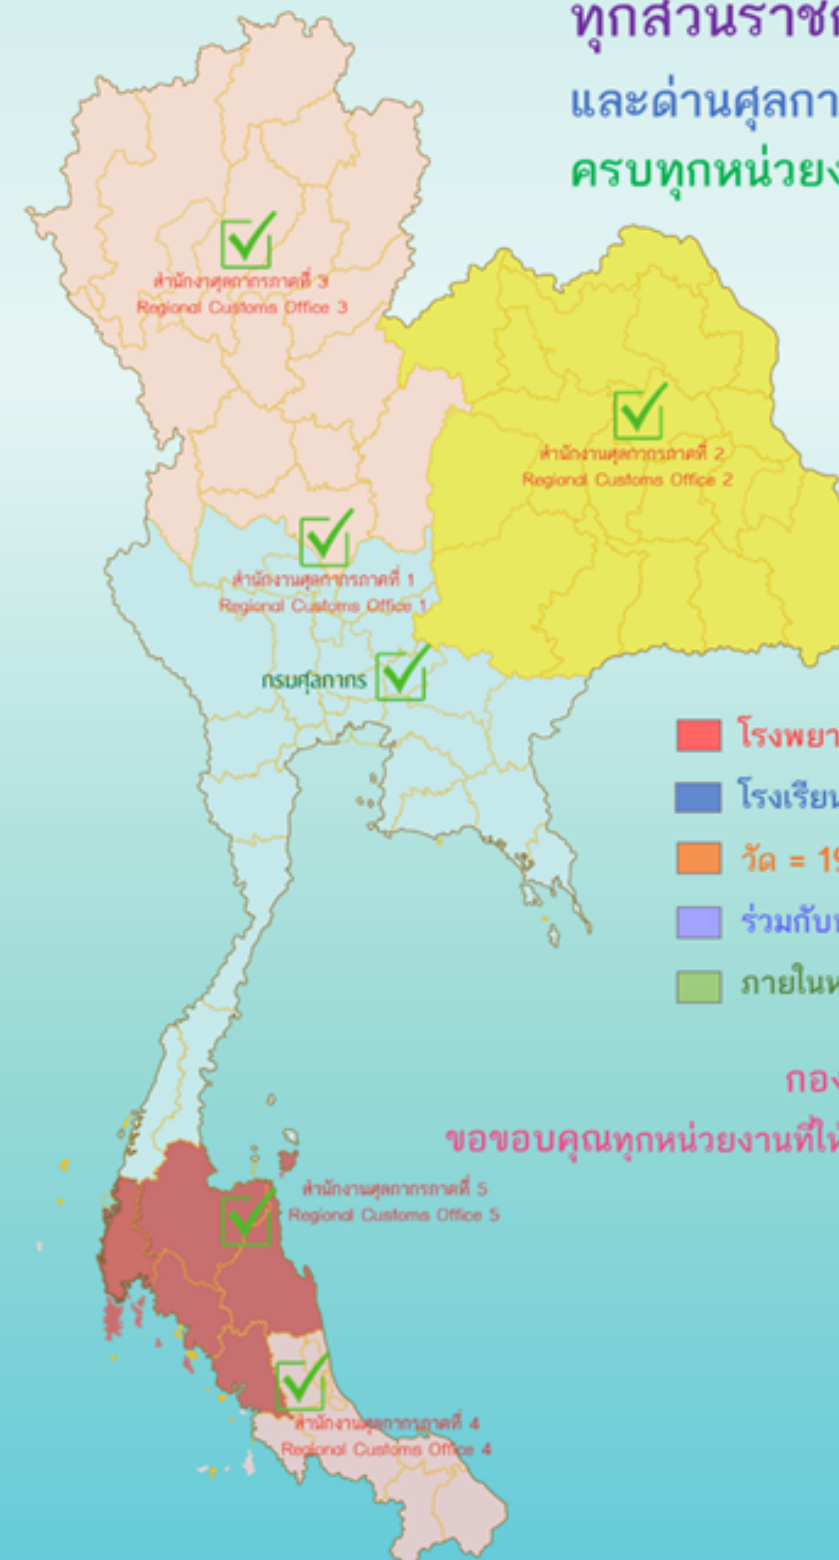 ทุกส่วนราชก
และด่านศุลกา
ครบทุกหน่วยง
สำนักงาศุลกากรภาคที่ 3
Regional Customs Office 3
สำนักงานศุลกากรภาคที่ 2
Regional Customs Office 2
สำนักงานศุลกากรภาคที่ 1
Regional Customs Office 1
กรมศุลกากร
โรงพยา
โรงเรียน
วัด = 19
ร่วมกับ
ภายในห
กอง
ขอขอบคุณทุกหน่วยงานที่ให้
สำนักงานศุลกากรภาคที่ 5
Regional Customs Office 5
สำนักงานศุลกากรภาคที่ 4
Regional Customs Office 4